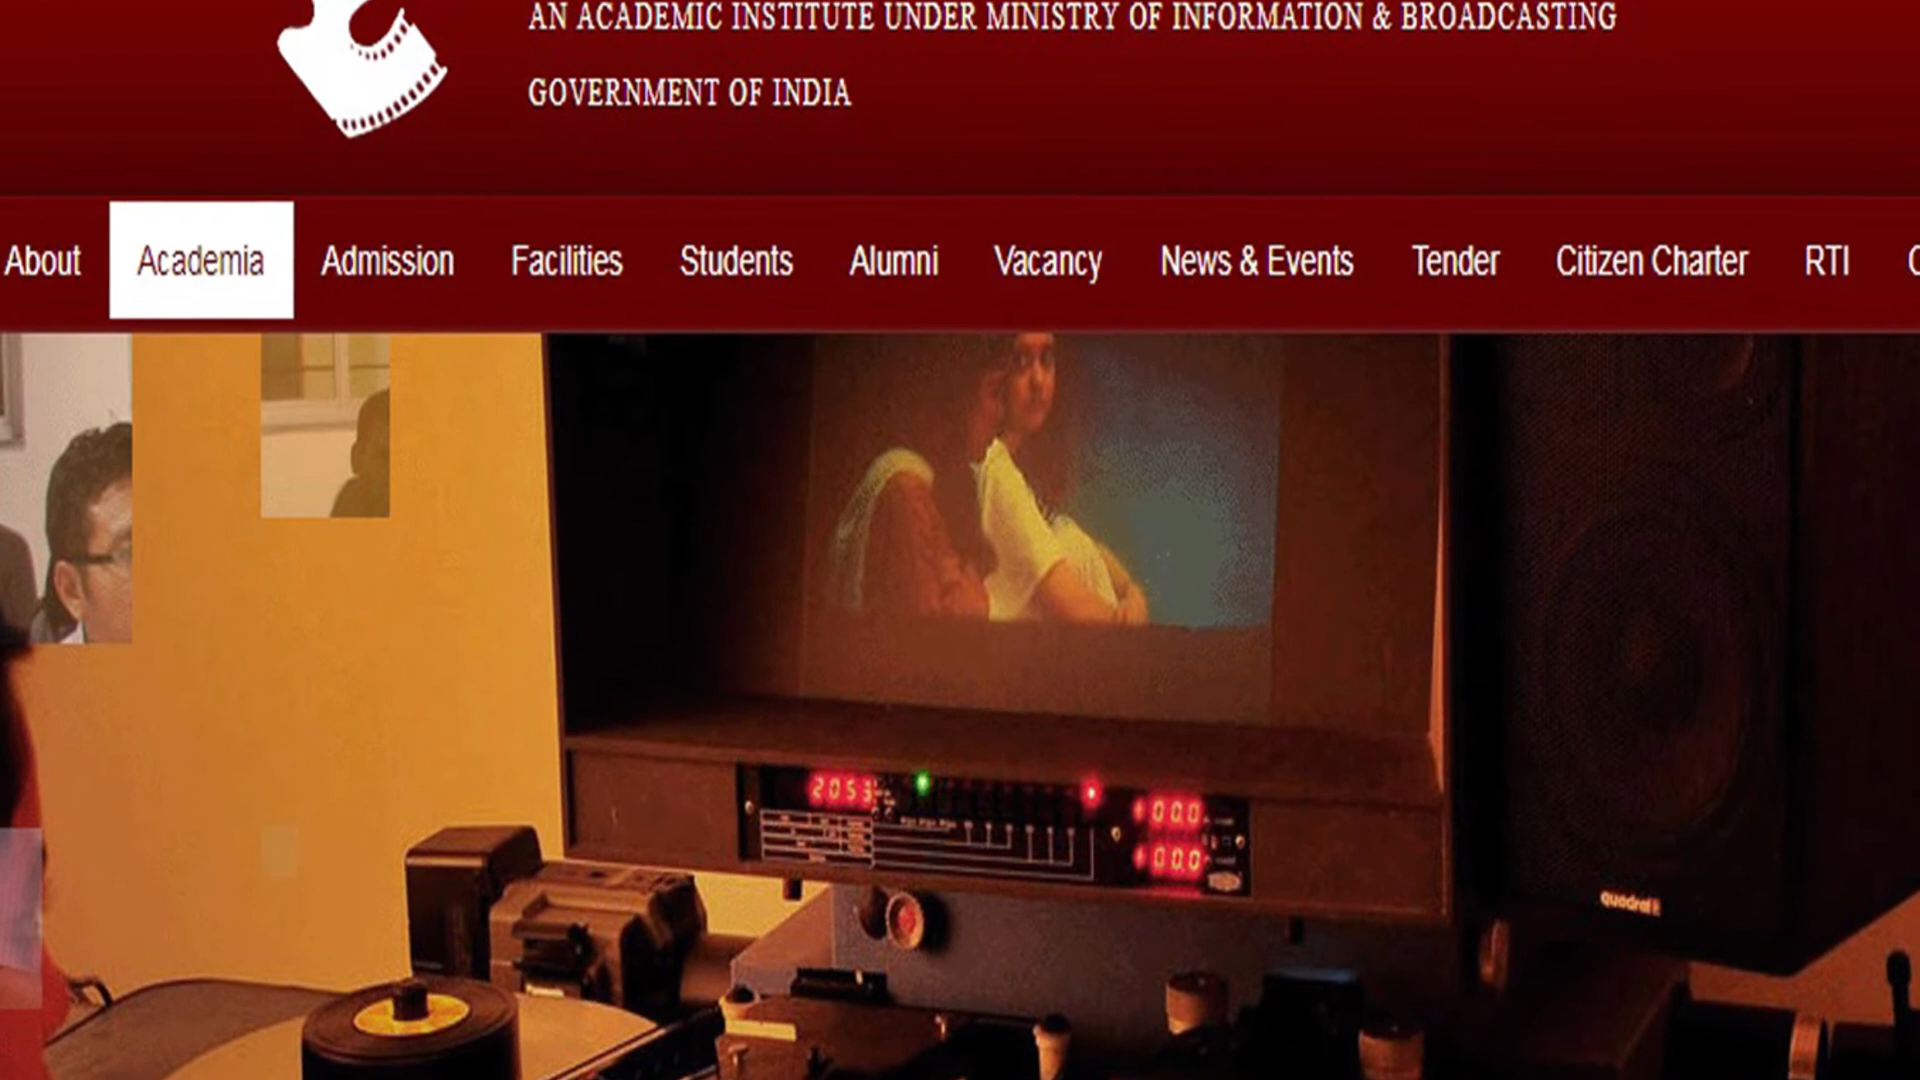 AN ACADEMIC INSTITUTE UNDER MINISTRY OF INFORMATION & BROADCASTING
GOVERNMENT OF INDIA
About Academia Admission Facilities Students Alumni Vacancy News & Events Tender Citizen Charter RTI
2053
000
000
quadral